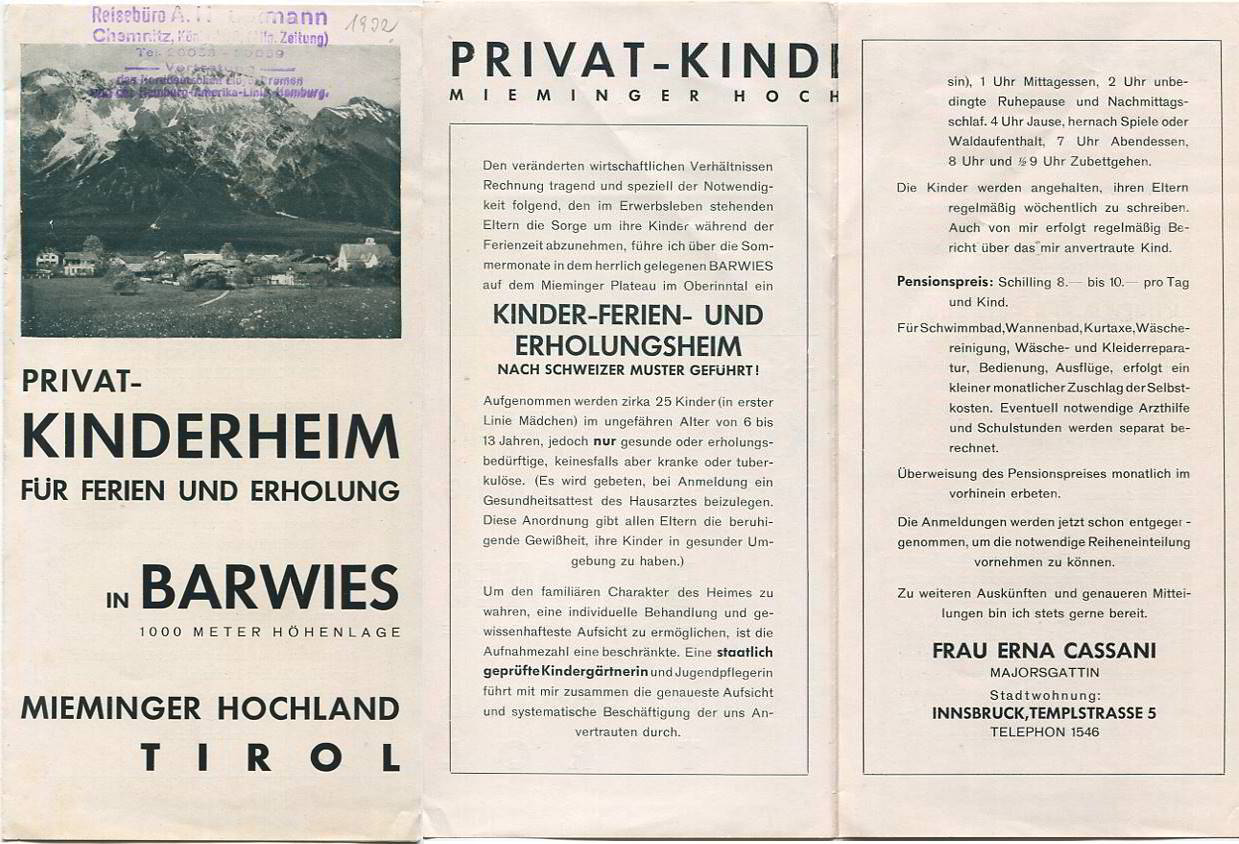 Reisebüro A.
1932
Chemnitz,
Zeitung)
Tel.
Vertretung
des Norddeutschen Bremen
und der Hamburg-Amerika-Linie Hamburg.
PRIVAT-
KINDERHEIM
FÜR FERIEN UND ERHOLUNG
IN BARWIES
1000 METER HÖHENLAGE
MIEMINGER HOCHLAND
TIROL
PRIVAT-KINDI
MIEMINGER HOCH
Den veränderten wirtschaftlichen Verhältnissen
Rechnung tragend und speziell der Notwendig-
keit folgend, den im Erwerbsleben stehenden
Eltern die Sorge um ihre Kinder während der
Ferienzeit abzunehmen, führe ich über die Som-
mermonate in dem herrlich gelegenen BARWIES
auf dem Mieminger Plateau im Oberinntal ein
KINDER-FERIEN- UND
ERHOLUNGSHEIM
NACH SCHWEIZER MUSTER GEFÜHRT!
Aufgenommen werden zirka 25 Kinder (in erster
Linie Mädchen) im ungefähren Alter von 6 bis
13 Jahren, jedoch nur gesunde oder erholungs-
bedürftige, keinesfalls aber kranke oder tuber-
kulöse. (Es wird gebeten, bei Anmeldung ein
Gesundheitsattest des Hausarztes beizulegen.
Diese Anordnung gibt allen Eltern die beruhi-
gende Gewißheit, ihre Kinder in gesunder Um-
gebung zu haben.)
Um den familiären Charakter des Heimes zu
wahren, eine individuelle Behandlung und ge-
wissenhafteste Aufsicht zu ermöglichen, ist die
Aufnahmezahl eine beschränkte. Eine staatlich
geprüfte Kindergärtnerin und Jugendpflegerin
führt mit mir zusammen die genaueste Aufsicht
und systematische Beschäftigung der uns An-
vertrauten durch.
sin), 1 Uhr Mittagessen, 2 Uhr unbe-
dingte Ruhepause und Nachmittags-
schlaf. 4 Uhr Jause, hernach Spiele oder
Waldaufenthalt, 7 Uhr Abendessen,
8 Uhr und ½9 Uhr Zubettgehen.
Die Kinder werden angehalten, ihren Eltern
regelmäßig wöchentlich zu schreiben.
Auch von mir erfolgt regelmäßig Be-
richt über das mir anvertraute Kind.
Pensionspreis: Schilling 8.— bis 10.— pro Tag
und Kind.
Für Schwimmbad, Wannenbad, Kurtaxe, Wäsche-
reinigung, Wäsche- und Kleiderrepara-
tur, Bedienung, Ausflüge, erfolgt ein
kleiner monatlicher Zuschlag der Selbst-
kosten. Eventuell notwendige Arzthilfe
und Schulstunden werden separat be-
rechnet.
Überweisung des Pensionspreises monatlich im
vorhinein erbeten.
Die Anmeldungen werden jetzt schon entgegen-
genommen, um die notwendige Reiheneinteilung
vornehmen zu können.
Zu weiteren Auskünften und genaueren Mittei-
lungen bin ich stets gerne bereit.
FRAU ERNA CASSANI
MAJORSGATTIN
Stadtwohnung:
INNSBRUCK, TEMPLSTRASSE 5
TELEPHON 1546